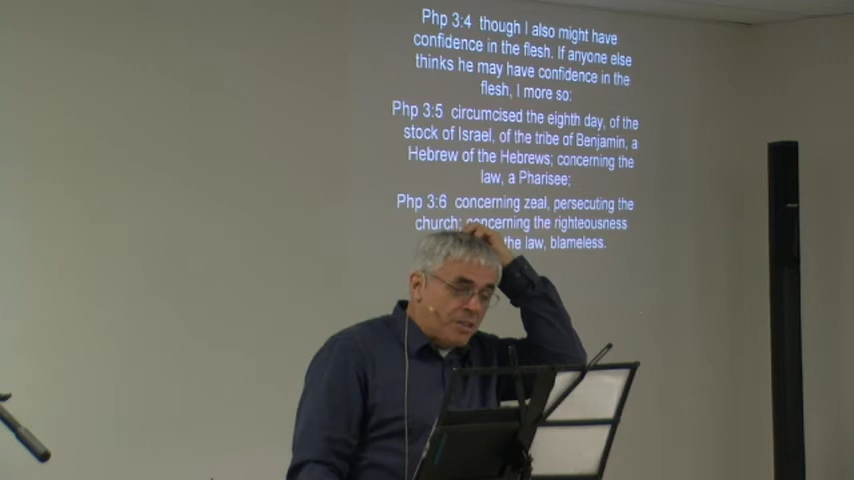 Php 3:4 though I also might have
confidence in the flesh. If anyone else
thinks he may have confidence in the
flesh, I more so:
Php 3:5 circumcised the eighth day, of the
stock of Israel, of the tribe of Benjamin, a
Hebrew of the Hebrews; concerning the
law, a Pharisee;
Php 3:6 concerning zeal, persecuting the
church; concerning the righteousness
the law, blameless.